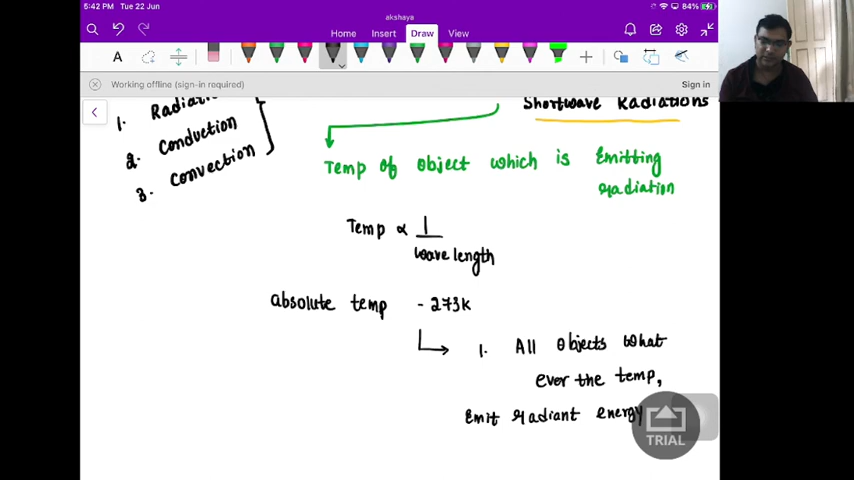 5:42 PM Tue 22 Jun
84%
akshaya
Home Insert Draw View
A
Working offline (sign-in required)
Sign in
Shortwave Radiations
1. Radiati
2. Conduction
3. Convection
Temp of object which is Emitting
radiation
Temp ∝ 1
wavelength
absolute temp - 273K
1. All objects what
ever the temp,
Emit radiant energy
TRIAL